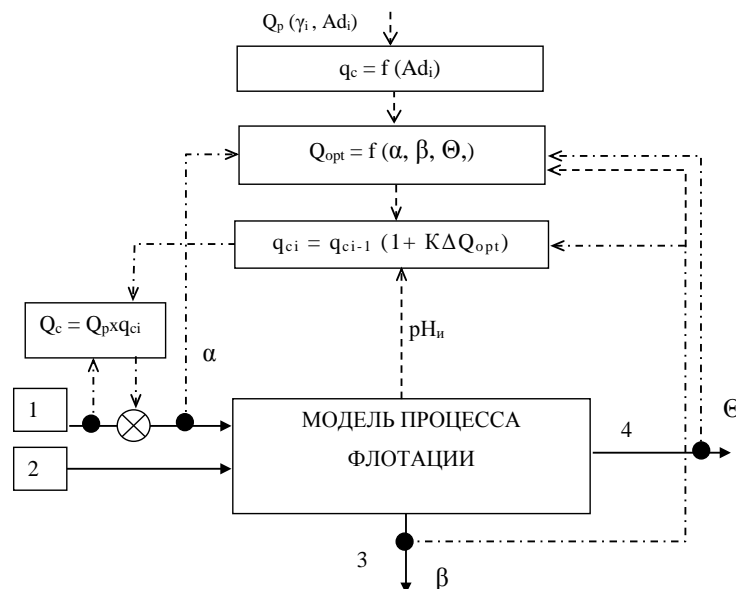 Qp (γi , Adi)
qc = f (Adi)
Qopt = f (α, β, Θ,)
qci = qci-1 (1+ KΔQopt)
Qc = Qpxqci
α
pHи
1
МОДЕЛЬ ПРОЦЕССА
ФЛОТАЦИИ
4
Θ
2
3
β